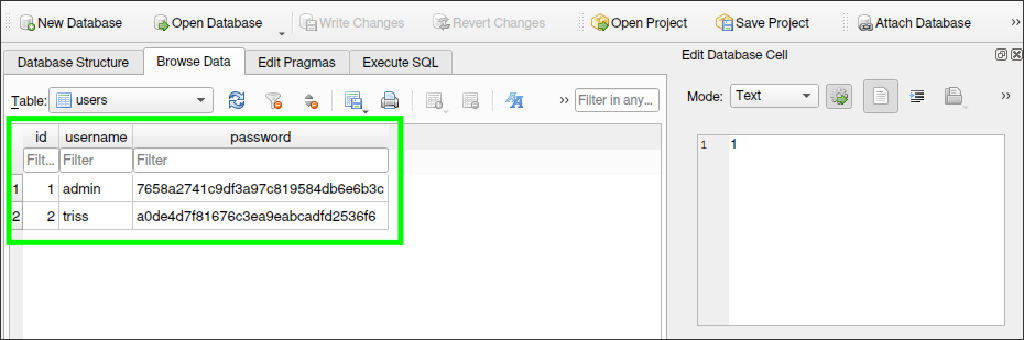 New Database Open Database Write Changes Revert Changes Open Project Save Project Attach Database »
Database Structure Browse Data Edit Pragmas Execute SQL
Edit Database Cell
Table: users » Filter in any...
Mode: Text »
id username password
Filt... Filter Filter
1 1 admin 7658a2741c9df3a97c819584db6e6b3c
2 2 triss a0de4d7f81676c3ea9eabcadfd2536f6
1 1